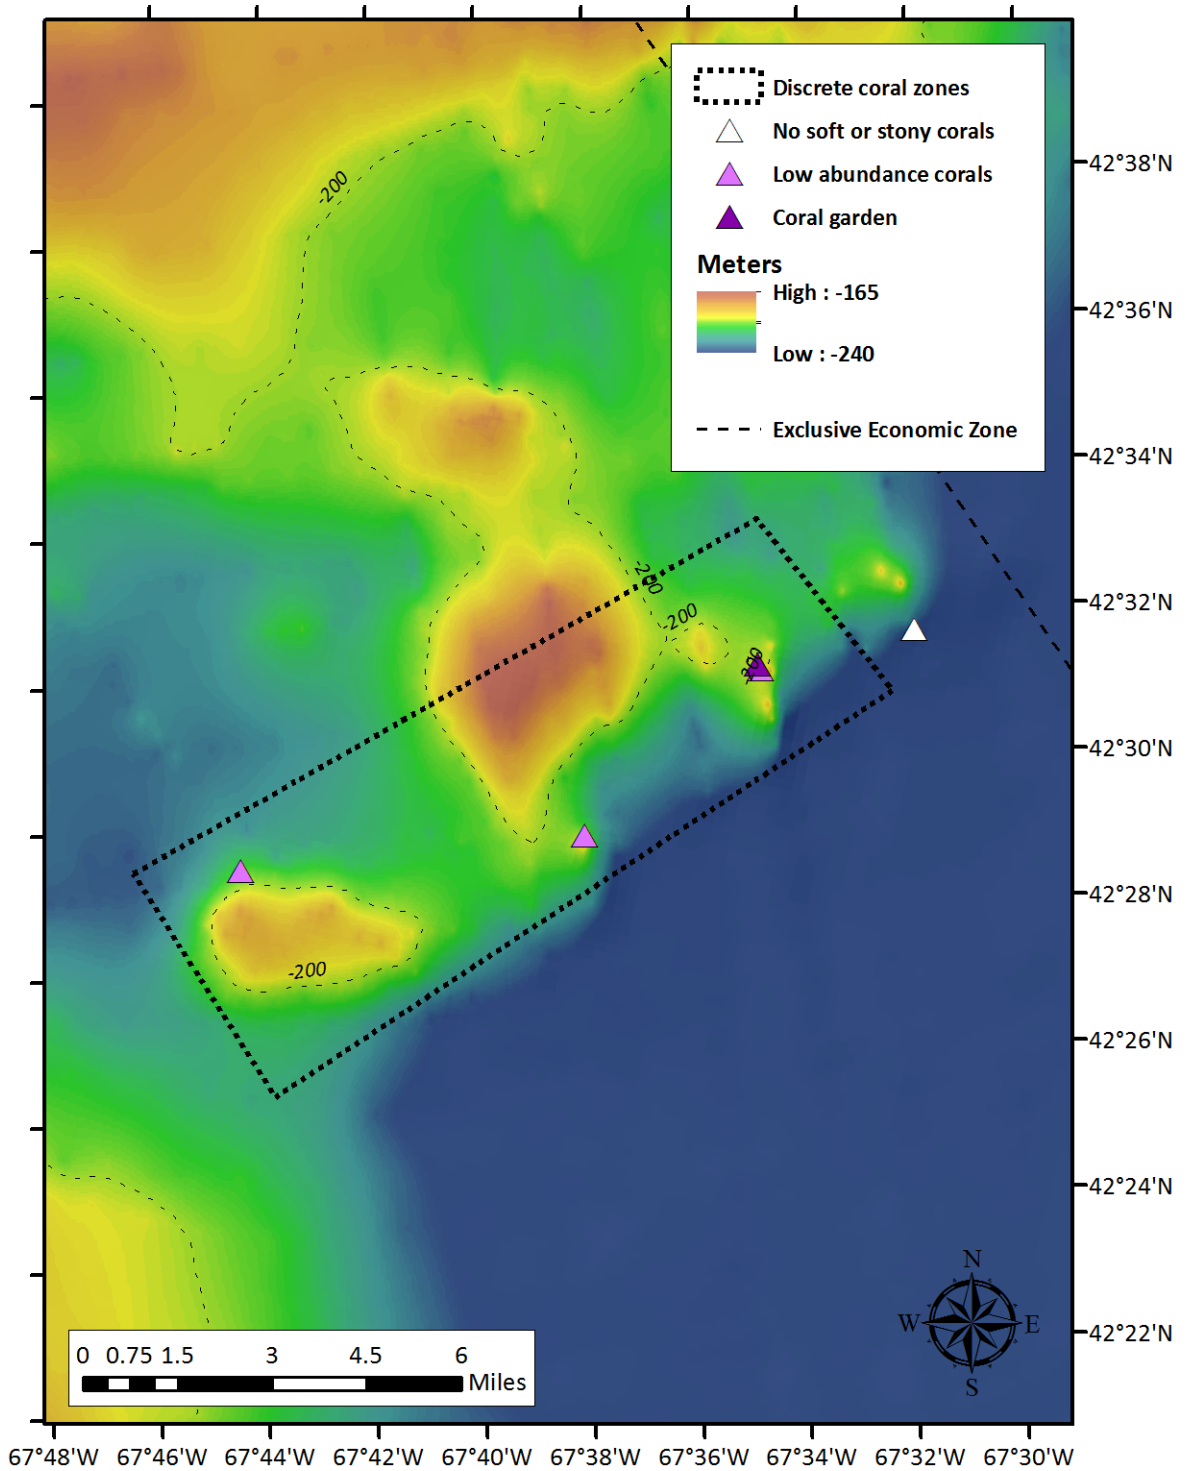 Discrete coral zones
No soft or stony corals
Low abundance corals
Coral garden
Meters
High : -165
Low : -240
Exclusive Economic Zone
-200
-200
-200
-200
-200
42°38'N
42°36'N
42°34'N
42°32'N
42°30'N
42°28'N
42°26'N
42°24'N
42°22'N
N
W E
S
0 0.75 1.5 3 4.5 6
Miles
67°48'W 67°46'W 67°44'W 67°42'W 67°40'W 67°38'W 67°36'W 67°34'W 67°32'W 67°30'W